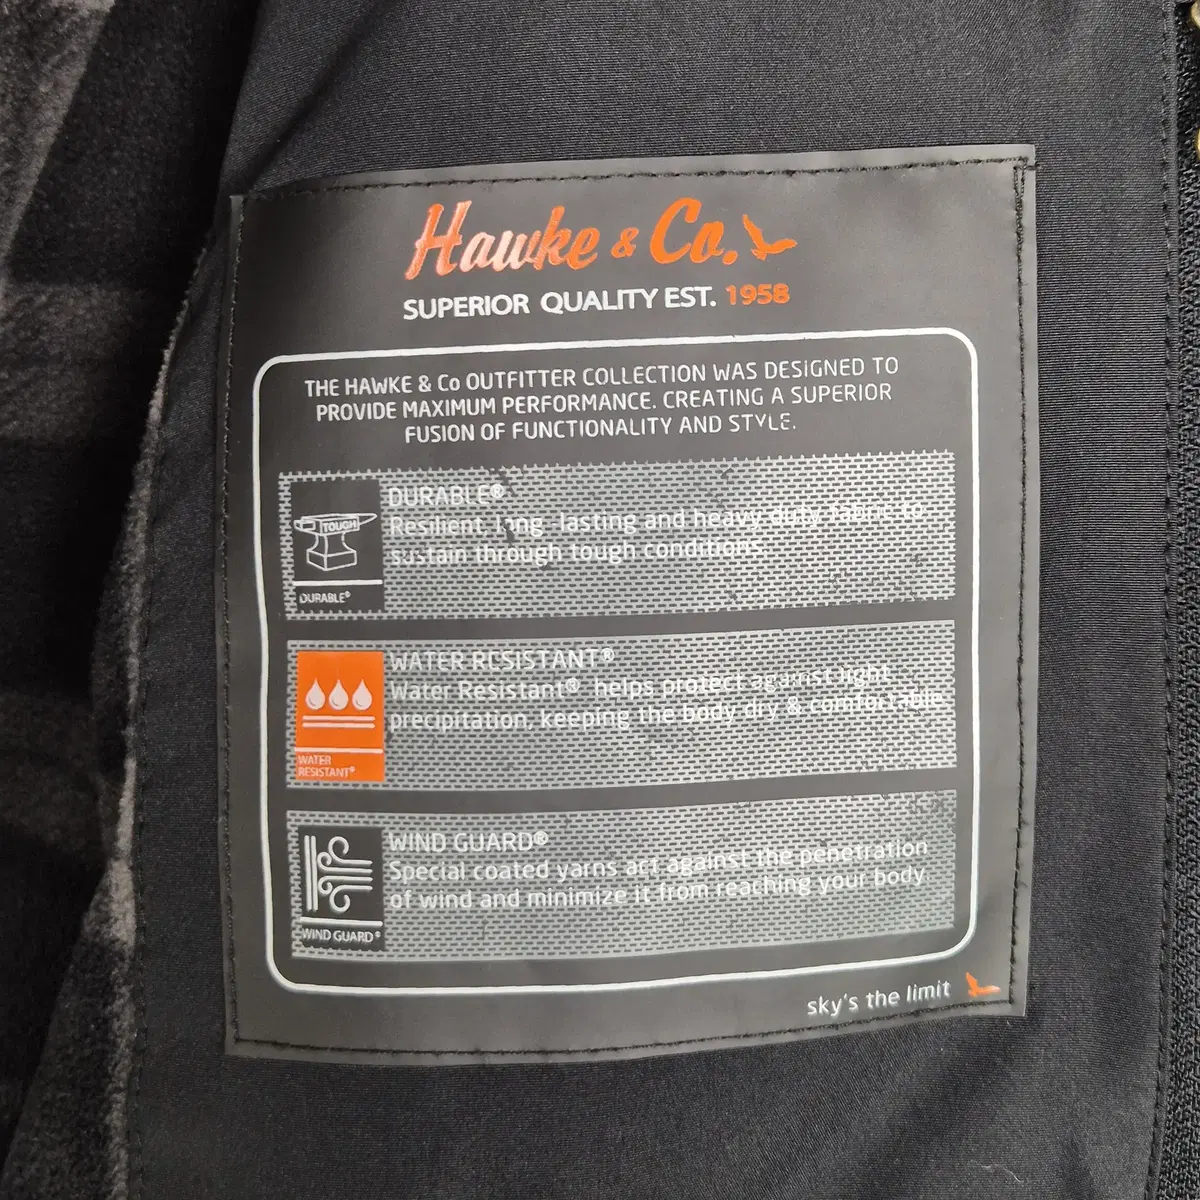 Hawke & Co.
SUPERIOR QUALITY EST. 1958
THE HAWKE & Co OUTFITTER COLLECTION WAS DESIGNED TO
PROVIDE MAXIMUM PERFORMANCE. CREATING A SUPERIOR
FUSION OF FUNCTIONALITY AND STYLE.
TOUGH
DURABLE®
DURABLE®
Resilient, long-lasting and heavy-duty fabric to
sustain through tough conditions.
WATER
RESISTANT®
WATER RESISTANT®
Water Resistant® helps protect against light
precipitation, keeping the body dry & comfortable
WIND GUARD®
WIND GUARD®
Special coated yarns act against the penetration
of wind and minimize it from reaching your body.
sky's the limit